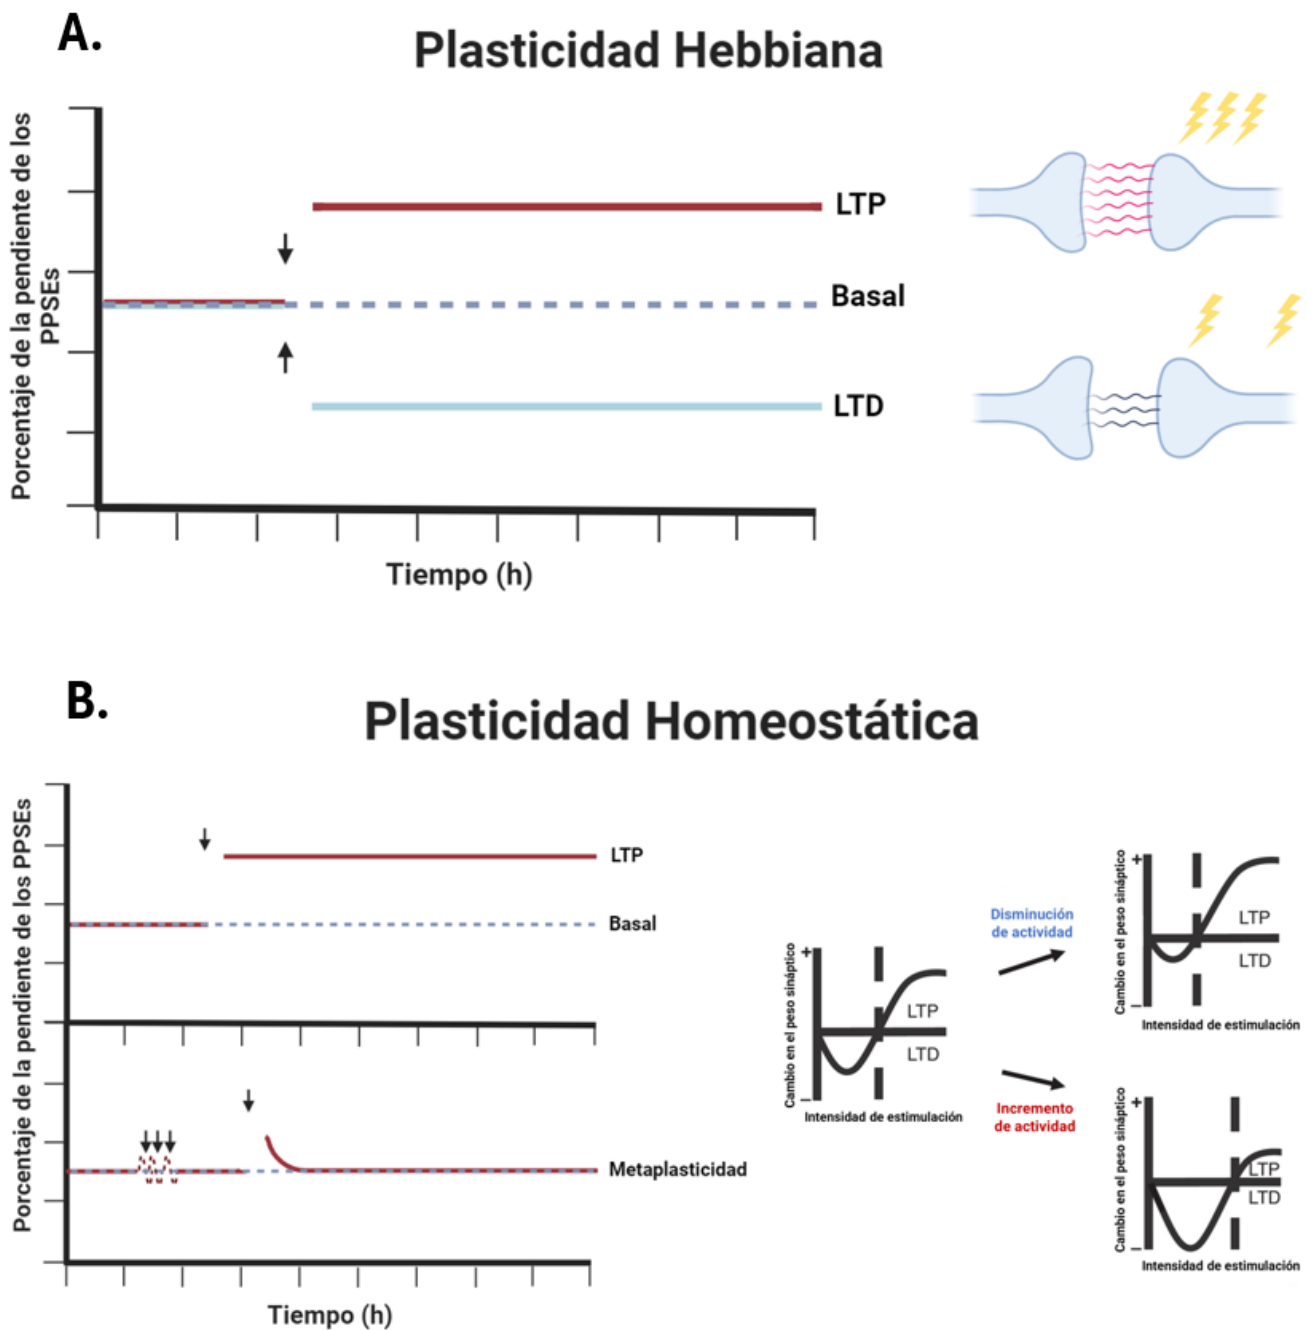 A.
Plasticidad Hebbiana
Porcentaje de la pendiente de los
PPSEs
LTP
Basal
LTD
Tiempo (h)
B.
Plasticidad Homeostática
Porcentaje de la pendiente de los PPSEs
LTP
Basal
Metaplasticidad
Tiempo (h)
Cambio en el peso sináptico
+
−
LTP
LTD
Intensidad de estimulación
Disminución
de actividad
Incremento
de actividad
Cambio en el peso sináptico
+
−
LTP
LTD
Intensidad de estimulación
Cambio en el peso sináptico
+
−
LTP
LTD
Intensidad de estimulación